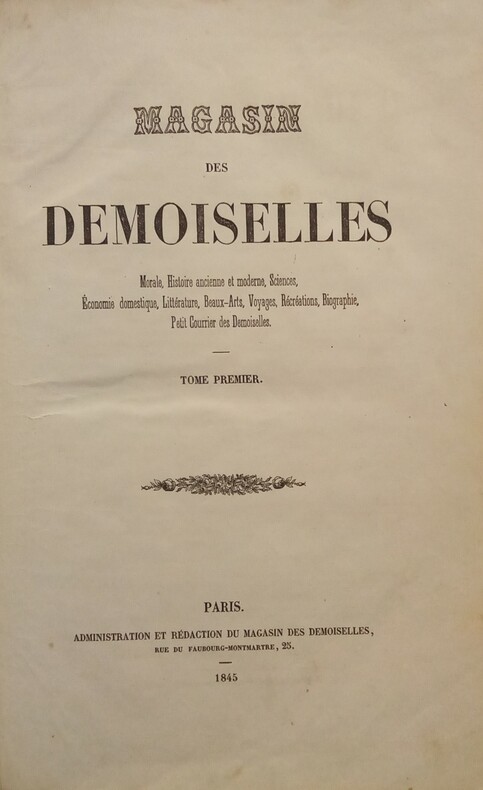 MAGASIN
DES
DEMOISELLES
Morale, Histoire ancienne et moderne, Sciences,
Économie domestique, Littérature, Beaux-Arts, Voyages, Récréations, Biographie,
Petit Courrier des Demoiselles.
TOME PREMIER.
PARIS.
ADMINISTRATION ET RÉDACTION DU MAGASIN DES DEMOISELLES,
RUE DU FAUBOURG-MONTMARTRE, 25.
1845